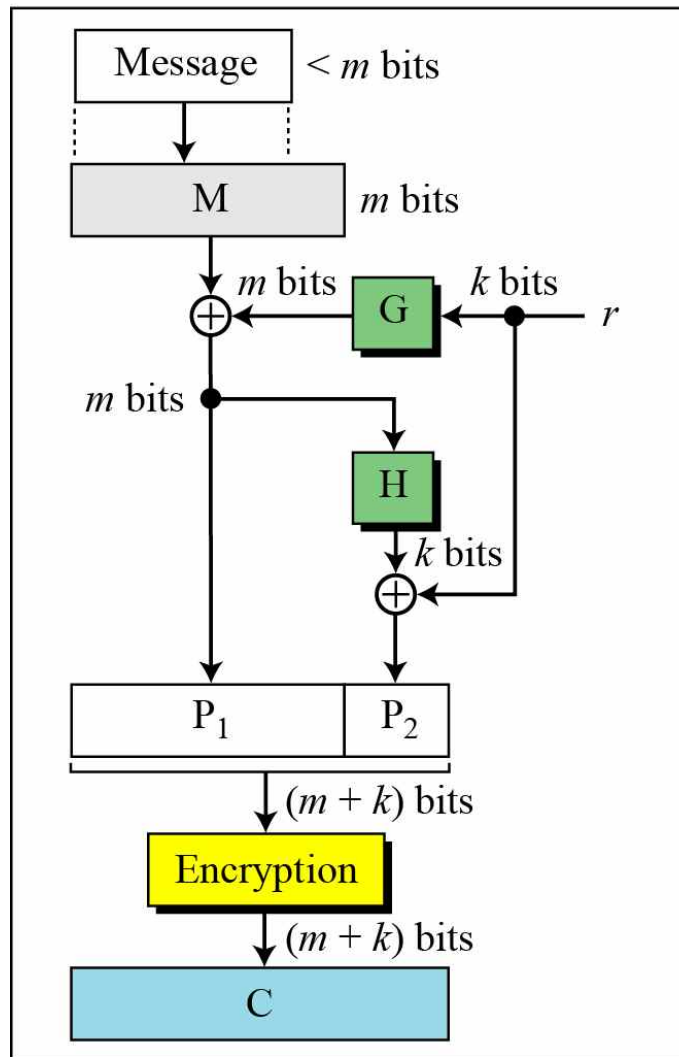 Message < m bits
M m bits
m bits G k bits r
m bits
H
k bits
P₁ P₂
(m + k) bits
Encryption
(m + k) bits
C